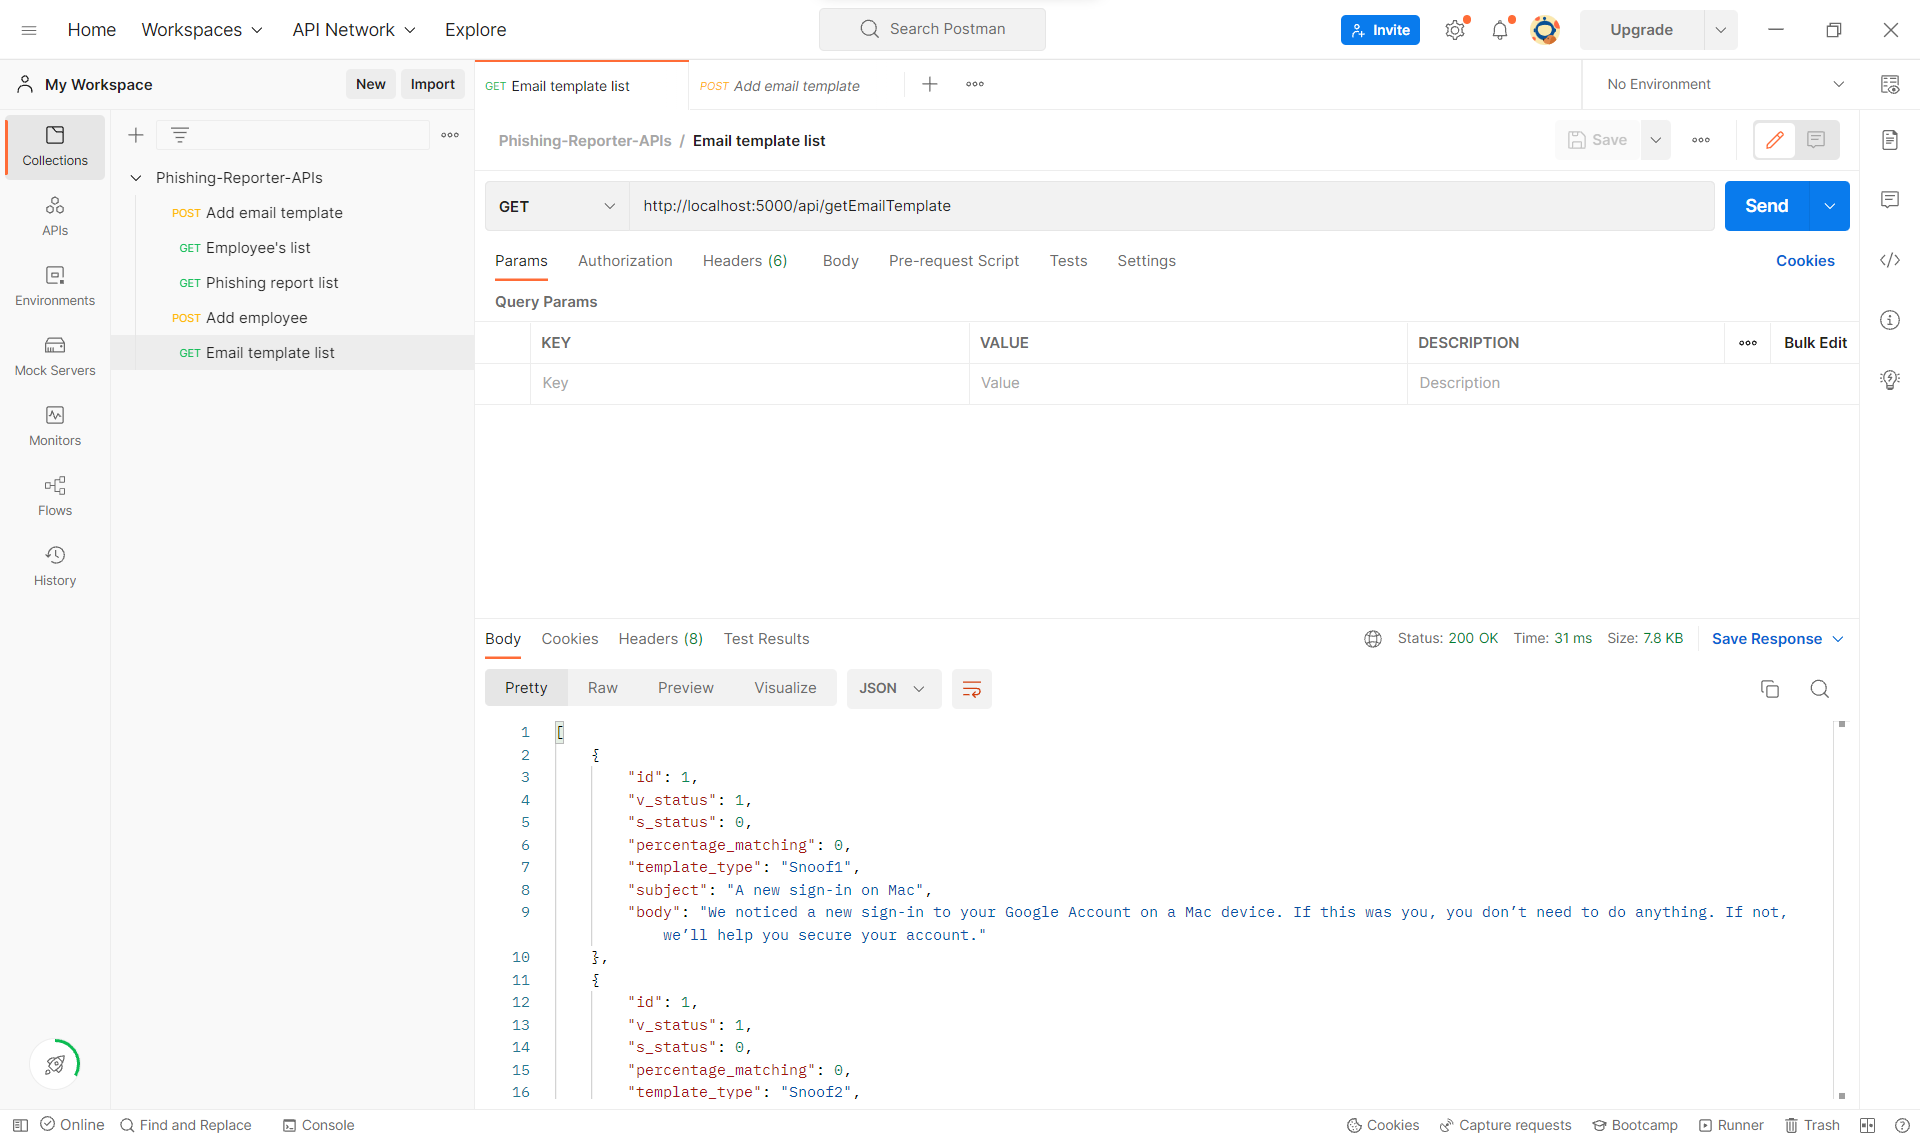 Home Workspaces API Network Explore Search Postman Invite Upgrade
My Workspace New Import GET Email template list POST Add email template No Environment
Phishing-Reporter-APIs / Email template list Save
Collections
APIs
Environments
Mock Servers
Monitors
Flows
History
Phishing-Reporter-APIs
POST Add email template
GET Employee's list
GET Phishing report list
POST Add employee
GET Email template list
GET http://localhost:5000/api/getEmailTemplate Send
Params Authorization Headers (6) Body Pre-request Script Tests Settings Cookies
Query Params
KEY VALUE DESCRIPTION Bulk Edit
Key Value Description
Body Cookies Headers (8) Test Results Status: 200 OK Time: 31 ms Size: 7.8 KB Save Response
Pretty Raw Preview Visualize JSON
1 [
2 {
3 "id": 1,
4 "v_status": 1,
5 "s_status": 0,
6 "percentage_matching": 0,
7 "template_type": "Snoof1",
8 "subject": "A new sign-in on Mac",
9 "body": "We noticed a new sign-in to your Google Account on a Mac device. If this was you, you don’t need to do anything. If not,
we’ll help you secure your account."
10 },
11 {
12 "id": 1,
13 "v_status": 1,
14 "s_status": 0,
15 "percentage_matching": 0,
16 "template_type": "Snoof2",
Online Find and Replace Console Cookies Capture requests Bootcamp Runner Trash